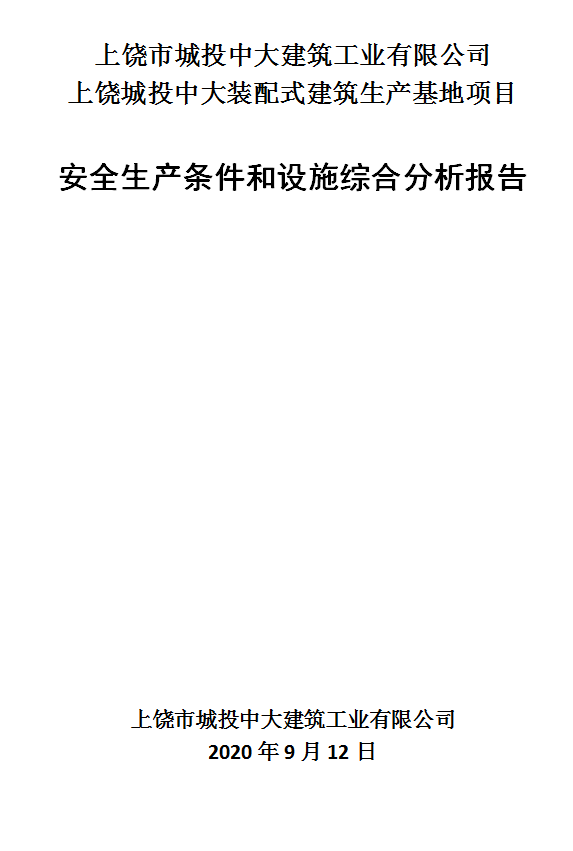 上饶市城投中大建筑工业有限公司
上饶城投中大装配式建筑生产基地项目
安全生产条件和设施综合分析报告
上饶市城投中大建筑工业有限公司
2020 年 9 月 12 日